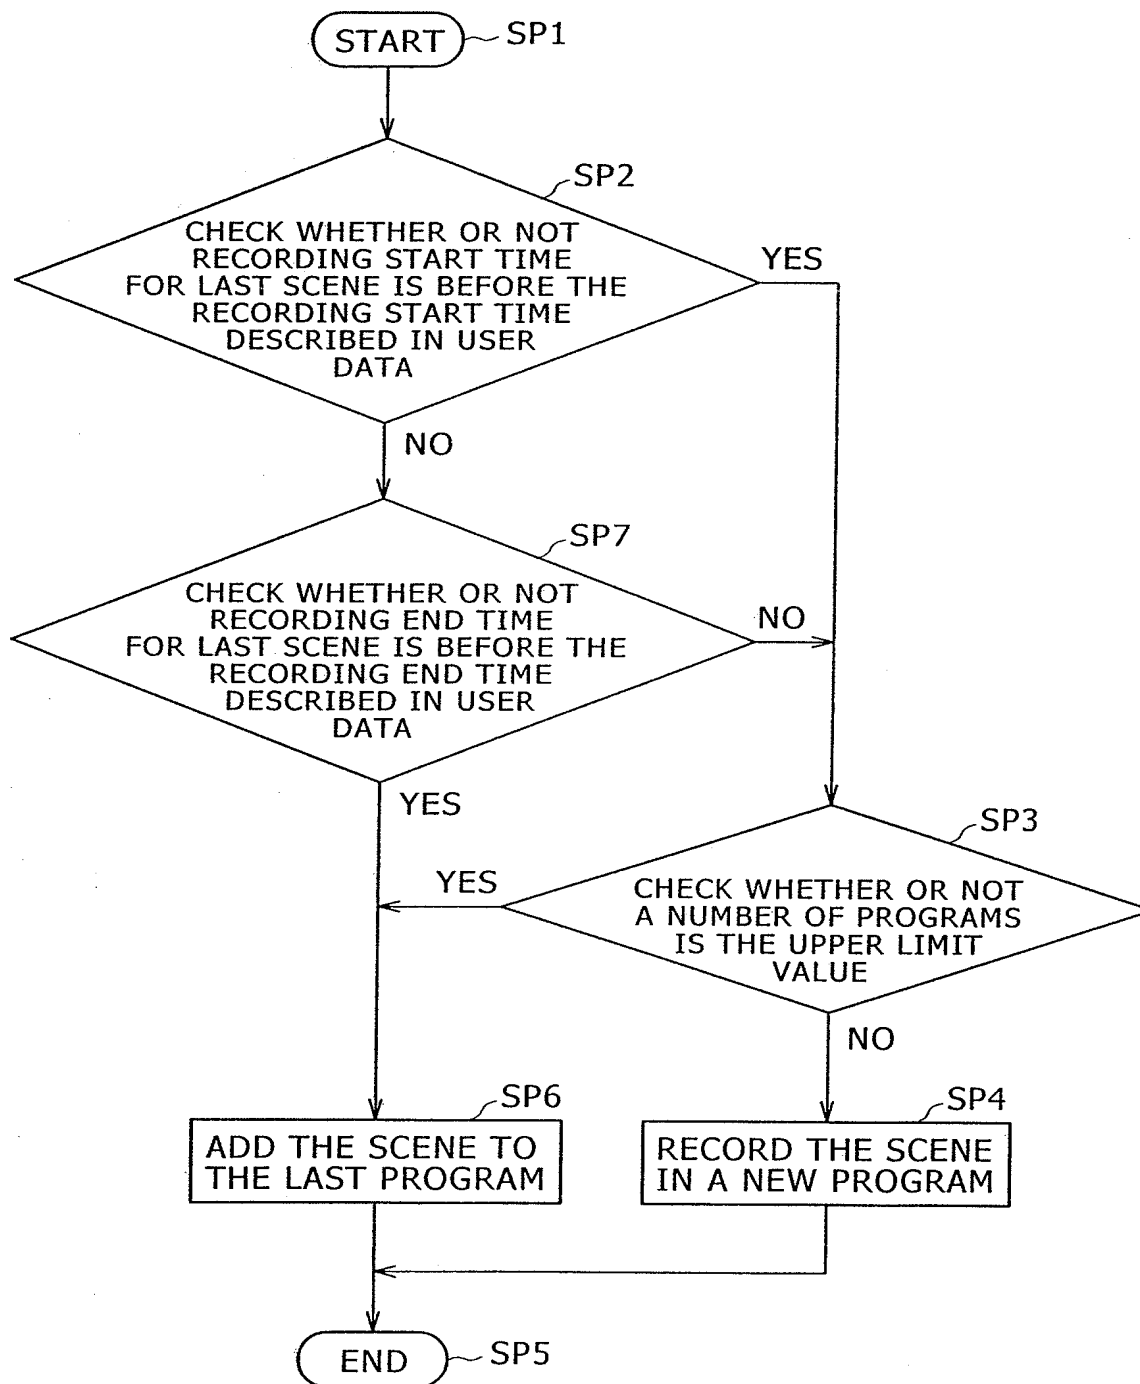 START
SP1
SP2
CHECK WHETHER OR NOT
RECORDING START TIME
FOR LAST SCENE IS BEFORE THE
RECORDING START TIME
DESCRIBED IN USER
DATA
YES
NO
SP7
CHECK WHETHER OR NOT
RECORDING END TIME
FOR LAST SCENE IS BEFORE THE
RECORDING END TIME
DESCRIBED IN USER
DATA
NO
YES
SP3
CHECK WHETHER OR NOT
A NUMBER OF PROGRAMS
IS THE UPPER LIMIT
VALUE
YES
NO
SP6
ADD THE SCENE TO
THE LAST PROGRAM
SP4
RECORD THE SCENE
IN A NEW PROGRAM
END
SP5